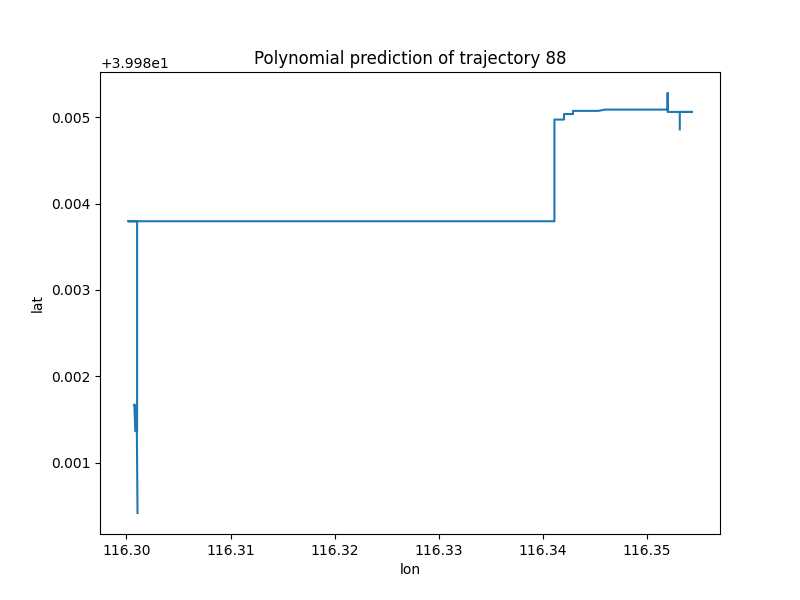 Polynomial prediction of trajectory 88
+3.998e1
0.005
0.004
0.003
0.002
0.001
lat
116.30 116.31 116.32 116.33 116.34 116.35
lon